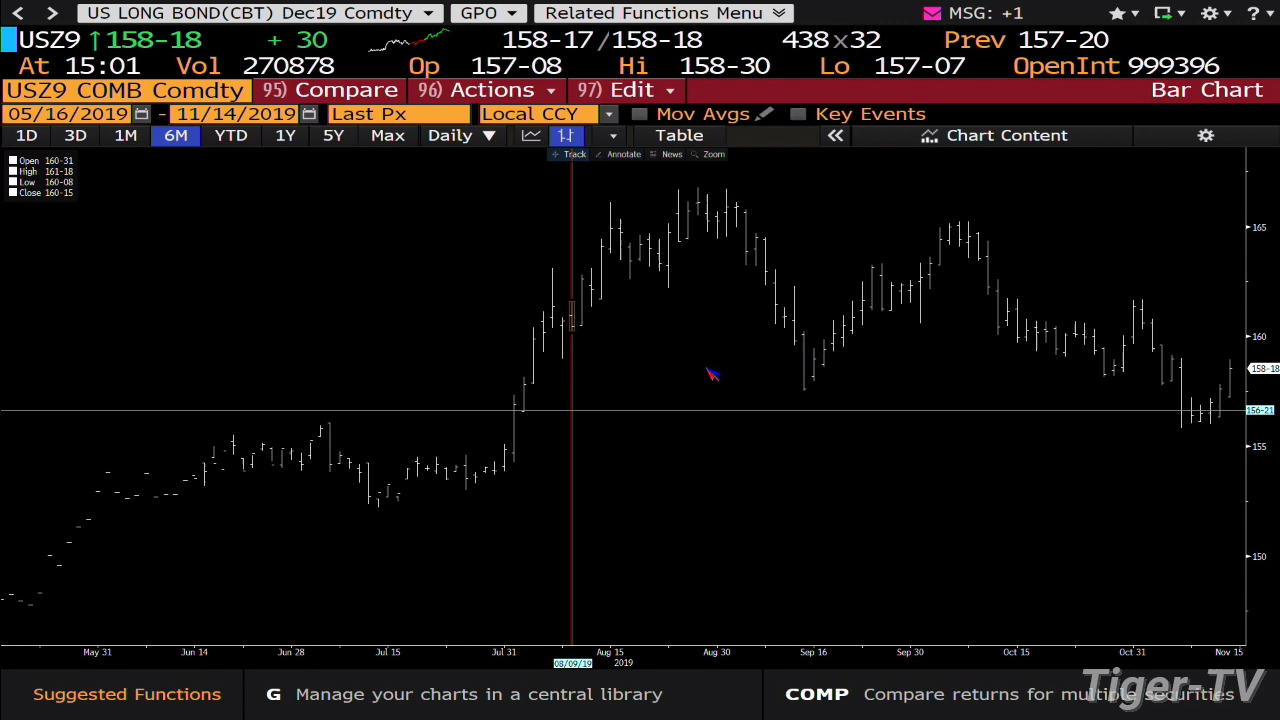 US LONG BOND(CBT) Dec19 Comdty GPO Related Functions Menu MSG: +1 ?
USZ9 ↑158-18 + 30 158-17/158-18 438x32 Prev 157-20
At 15:01 Vol 270878 Op 157-08 Hi 158-30 Lo 157-07 OpenInt 999396
USZ9 COMB Comdty 95) Compare 96) Actions 97) Edit Bar Chart
05/16/2019 - 11/14/2019 Last Px Local CCY Mov Avgs Key Events
1D 3D 1M 6M YTD 1Y 5Y Max Daily ▼ Table « Chart Content
Track Annotate News Zoom
Open 160-31
High 161-18
Low 160-08
Close 160-15
165
160
158-18
156-21
155
150
May 31 Jun 14 Jun 28 Jul 15 Jul 31 Aug 15 Aug 30 Sep 16 Sep 30 Oct 15 Oct 31 Nov 15
08/09/19 2019
Suggested Functions G Manage your charts in a central library COMP Compare returns for multiple securities
Tiger-TV